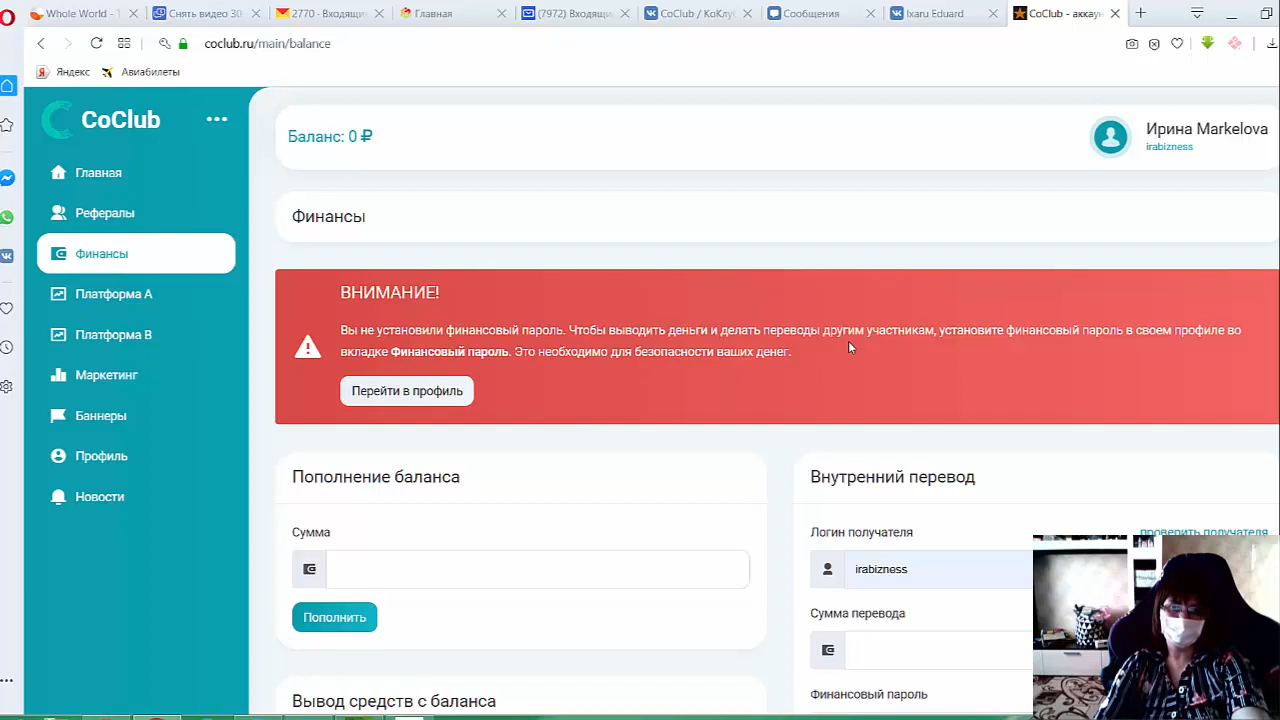 Whole World - T
Снять видео 30
2770 - Входящи
Главная
(7972) Входящи
CoClub / КоКлу
Сообщения
Ixaru Eduard
CoClub - аккаун
coclub.ru/main/balance
Яндекс
Авиабилеты
CoClub
Главная
Рефералы
Финансы
Платформа А
Платформа В
Маркетинг
Баннеры
Профиль
Новости
Баланс: 0 ₽
Ирина Markelova
irabizness
Финансы
ВНИМАНИЕ!
Вы не установили финансовый пароль. Чтобы выводить деньги и делать переводы другим участникам, установите финансовый пароль в своем профиле во
вкладке Финансовый пароль. Это необходимо для безопасности ваших денег.
Перейти в профиль
Пополнение баланса
Сумма
Пополнить
Вывод средств с баланса
Внутренний перевод
Логин получателя
проверить получателя
irabizness
Сумма перевода
Финансовый пароль